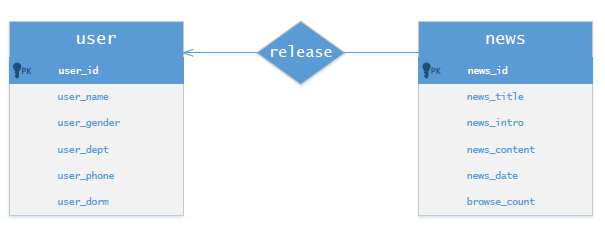 user
PK user_id
user_name
user_gender
user_dept
user_phone
user_dorm
release
news
PK news_id
news_title
news_intro
news_content
news_date
browse_count